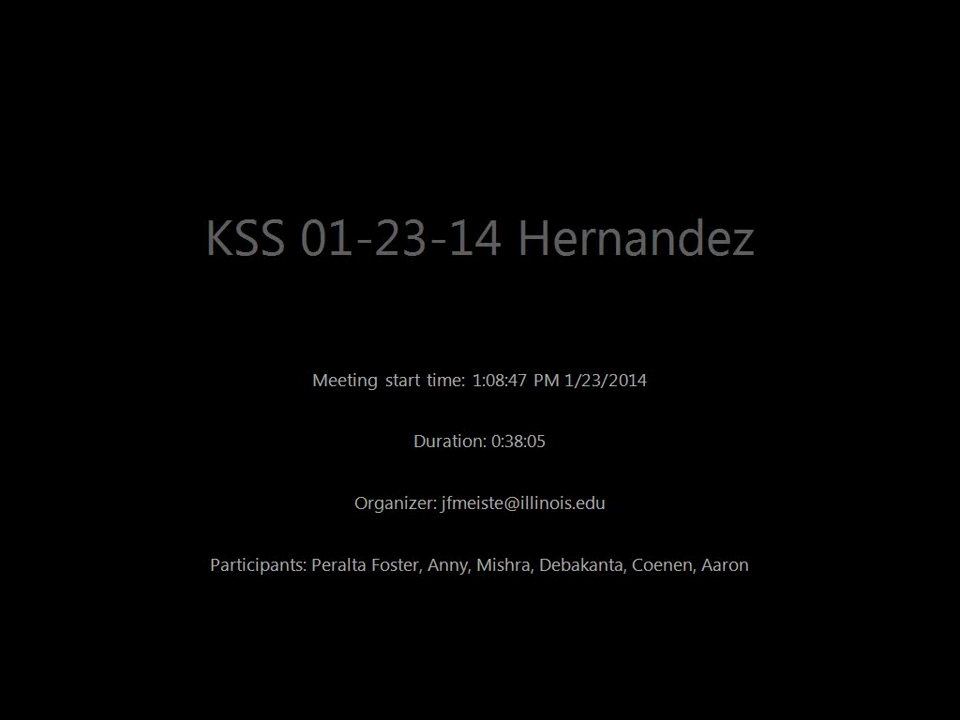 KSS 01-23-14 Hernandez
Meeting start time: 1:08:47 PM 1/23/2014
Duration: 0:38:05
Organizer: jfmeiste@illinois.edu
Participants: Peralta Foster, Anny, Mishra, Debakanta, Coenen, Aaron